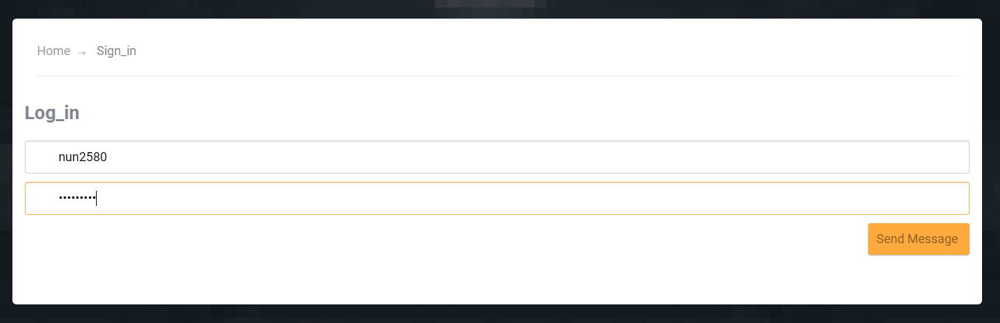 Home → Sign_in
Log_in
nun2580
•••••••••
Send Message